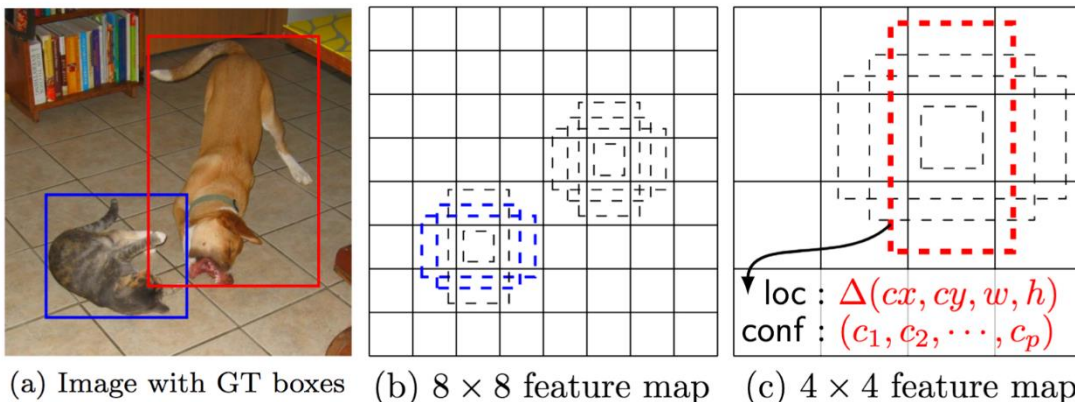 loc : Δ(cx, cy, w, h)
conf : (c₁, c₂, ⋯, cₚ)
(a) Image with GT boxes
(b) 8 × 8 feature map
(c) 4 × 4 feature map